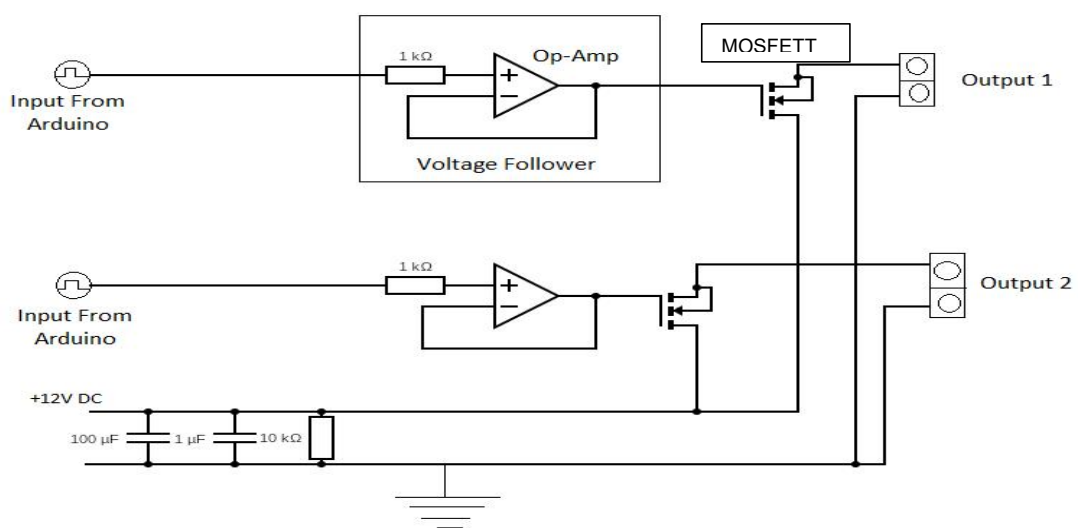 1 kΩ
Op-Amp
MOSFETT
Output 1
Input From
Arduino
Voltage Follower
1 kΩ
Output 2
Input From
Arduino
+12V DC
100 µF
1 µF
10 kΩ